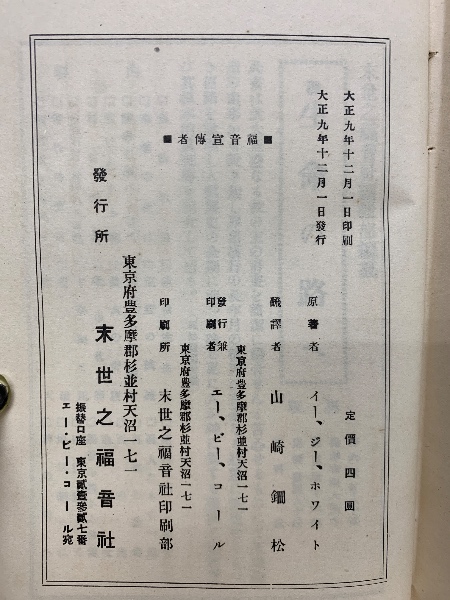 大正九年十二月一日印刷
大正九年十二月一日發行
■福音宣傳者■
定價四圓
原著者 イー、ジー、ホワイト
飜譯者 山崎鐗松
東京府豊多摩郡杉並村天沼一七一
發行兼印刷者 エー、ビー、コール
東京府豊多摩郡杉並村天沼一七一
印刷所 末世之福音社印刷部
東京府豊多摩郡杉並村天沼一七一
發行所 末世之福音社
振替口座 東京貳壹參貳七番
エー・ビー・コール宛